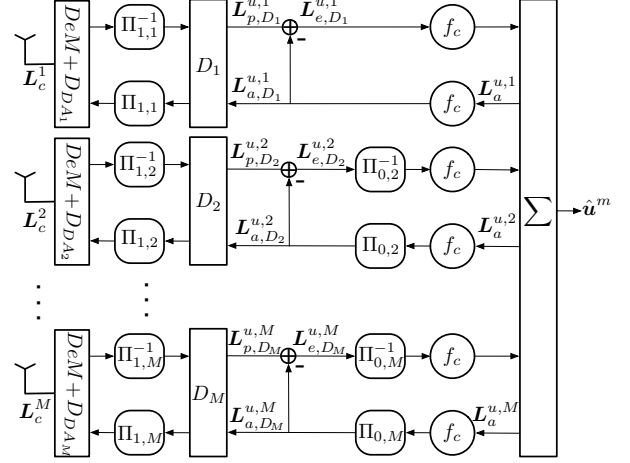 L_c^1
DeM+D_{DA_1}
Π_{1,1}^{-1}
Π_{1,1}
D_1
L_{p,D_1}^{u,1}
L_{e,D_1}^{u,1}
L_{a,D_1}^{u,1}
f_c
f_c
L_a^{u,1}
L_c^2
DeM+D_{DA_2}
Π_{1,2}^{-1}
Π_{1,2}
D_2
L_{p,D_2}^{u,2}
L_{e,D_2}^{u,2}
L_{a,D_2}^{u,2}
Π_{0,2}^{-1}
Π_{0,2}
f_c
f_c
L_a^{u,2}
L_c^M
DeM+D_{DA_M}
Π_{1,M}^{-1}
Π_{1,M}
D_M
L_{p,D_M}^{u,M}
L_{e,D_M}^{u,M}
L_{a,D_M}^{u,M}
Π_{0,M}^{-1}
Π_{0,M}
f_c
f_c
L_a^{u,M}
∑
û^m